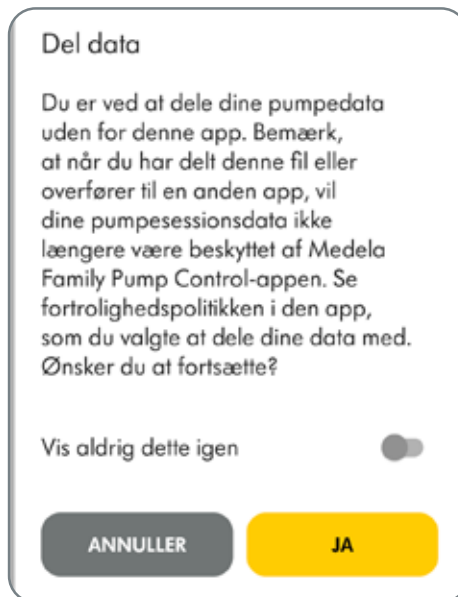 Del data
Du er ved at dele dine pumpedata
uden for denne app. Bemærk,
at når du har delt denne fil eller
overfører til en anden app, vil
dine pumpesessionsdata ikke
længere være beskyttet af Medela
Family Pump Control-appen. Se
fortrolighedspolitikken i den app,
som du valgte at dele dine data med.
Ønsker du at fortsætte?
Vis aldrig dette igen
ANNULLER JA